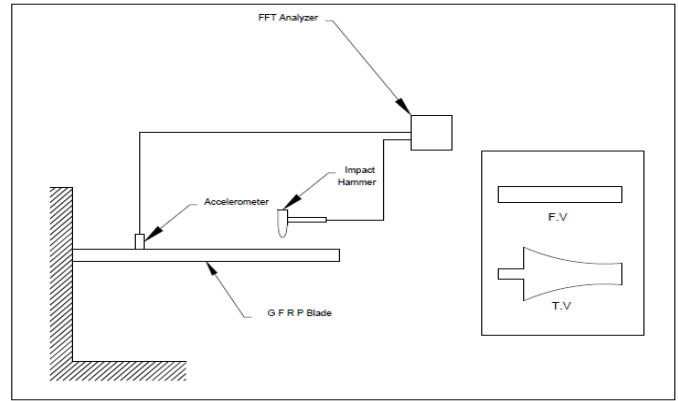 FFT Analyzer
Impact
Hammer
Accelerometer
F.V
T.V
G F R P Blade